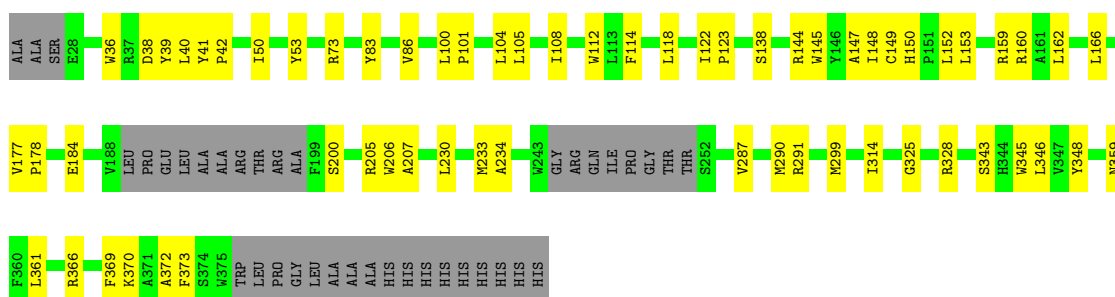 ALA ALA SER E28 W36 R37 D38 Y39 L40 Y41 P42 I50 Y53 R73 Y83 V86 L100 P101 L104 L105 I108 W112 L113 F114 L118 I122 P123 S138 R144 W145 Y146 A147 I148 C149 H150 P151 L152 L153 R159 R160 A161 L162 L166
V177 P178 E184 V188 LEU PRO GLU LEU ALA ALA ARG THR ARG ALA F199 S200 R205 W206 A207 L230 M233 A234 W243 GLY ARG GLN ILE PRO GLY THR THR S252 V287 M290 R291 M299 I314 G325 R328 S343 H344 W345 L346 V347 Y348 N359
F360 L361 R366 F369 K370 A371 A372 F373 S374 W375 TRP LEU PRO GLY LEU ALA ALA ALA HIS HIS HIS HIS HIS HIS HIS HIS